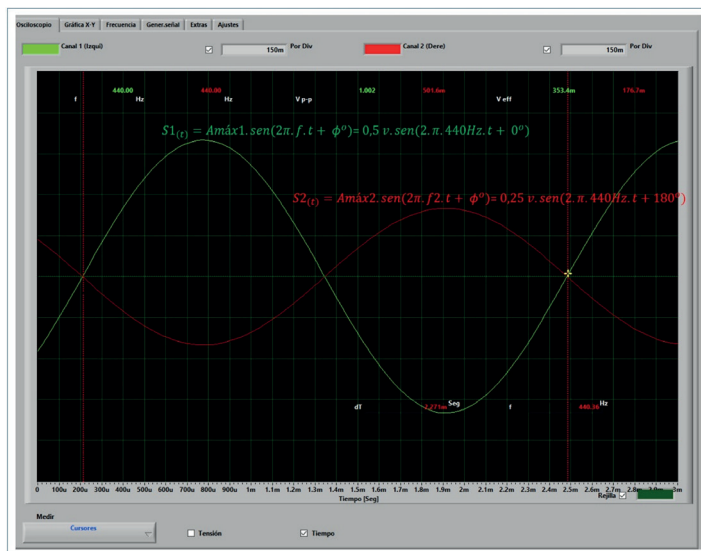 Osciloscopio Gráfica X-Y Frecuencia Gener.señal Extras Ajustes
Canal 1 (Izqui) 150m Por Div Canal 2 (Dere) 150m Por Div
440.00 440.00 1.002 501.0m 353.4m 176.7m
f Hz Hz V p-p V eff
S1(t) = Amáx1.sen(2π.f.t + ϕº)= 0,5 v.sen(2.π.440Hz.t + 0º)
S2(t) = Amáx2.sen(2π.f2.t + ϕº)= 0,25 v.sen(2.π.440Hz.t + 180º)
dT 2.271m Seg f 440.36 Hz
0 100u 200u 300u 400u 500u 600u 700u 800u 900u 1m 1.1m 1.2m 1.3m 1.4m 1.5m 1.6m 1.7m 1.8m 1.9m 2m 2.1m 2.2m 2.3m 2.4m 2.5m 2.6m 2.7m 2.8m 2.9m 3m
Tiempo [Seg] Rejilla
Medir
Cursores Tensión Tiempo